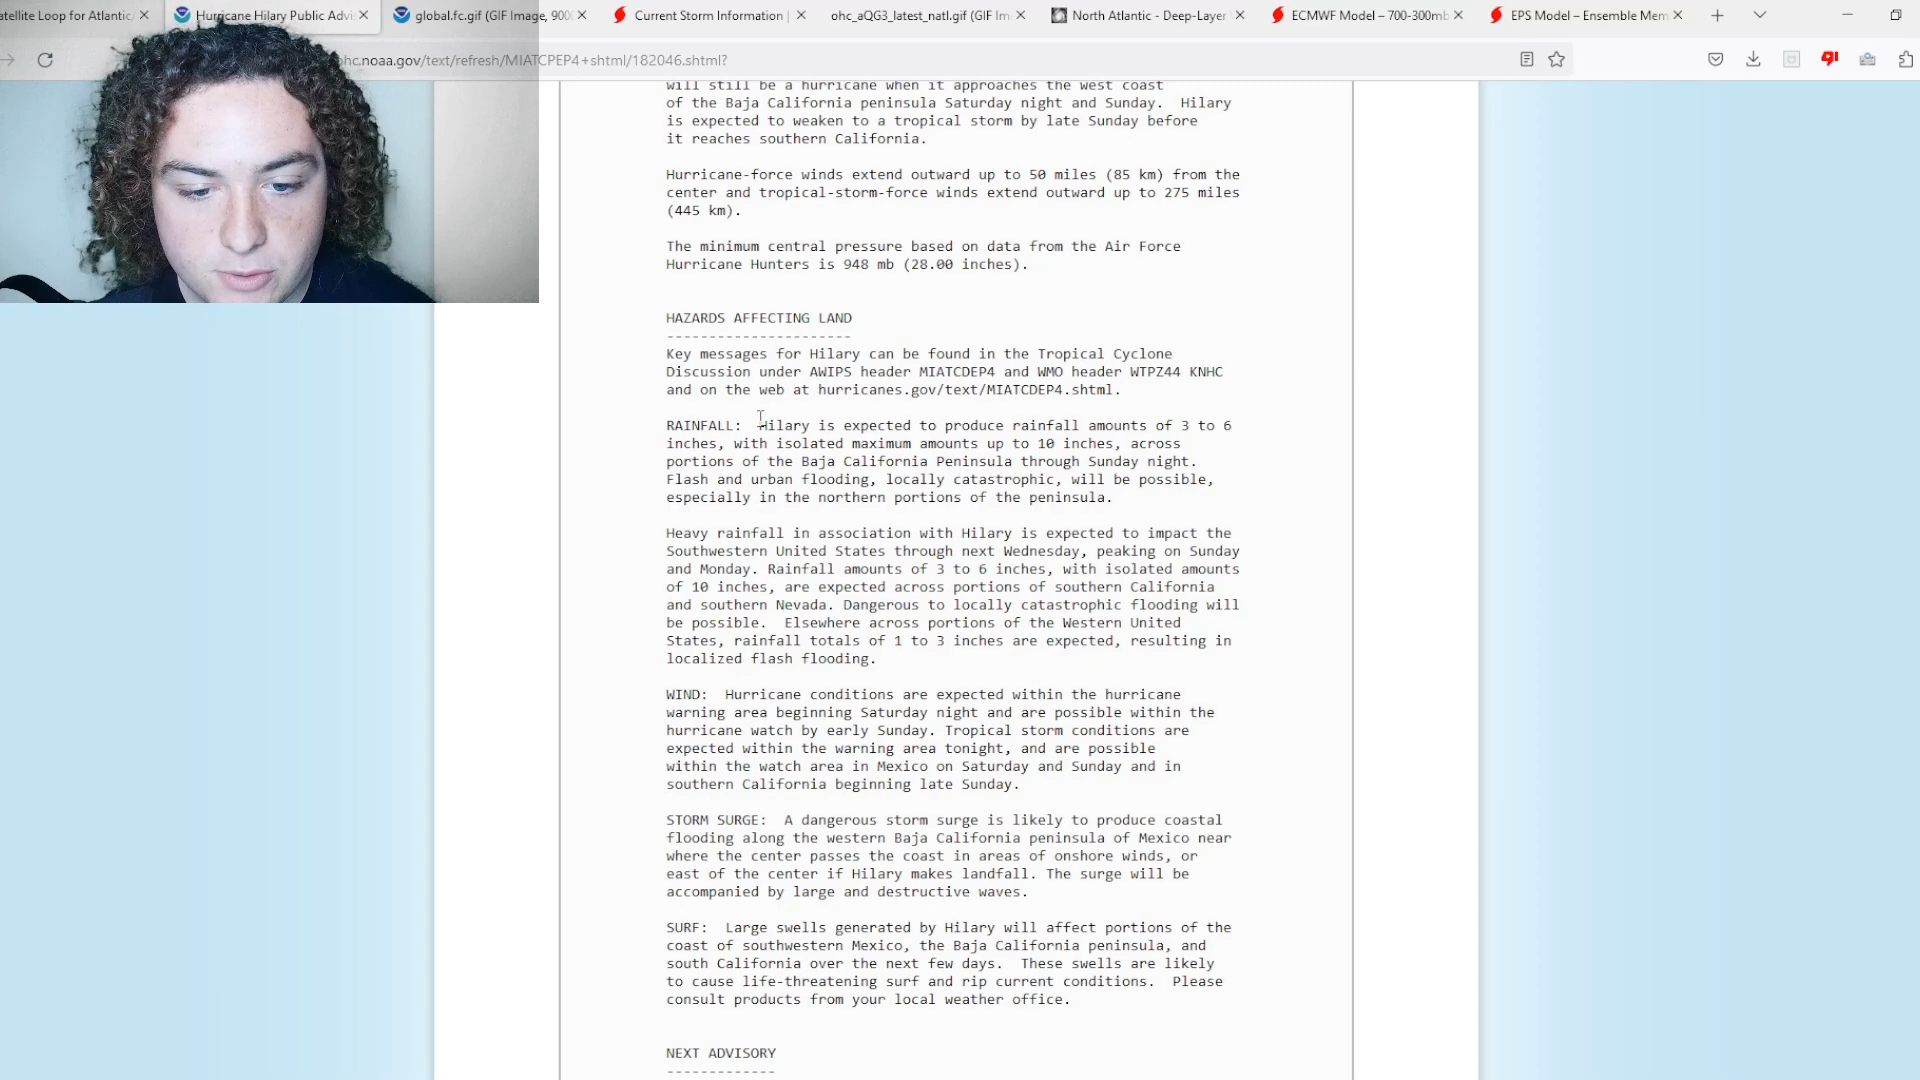 atellite Loop for Atlantic
Hurricane Hilary Public Advis
global.fc.gif (GIF Image, 900
Current Storm Information |
ohc_aQG3_latest_natl.gif (GIF Im
North Atlantic - Deep-Layer
ECMWF Model – 700-300mb
EPS Model – Ensemble Mem
nhc.noaa.gov/text/refresh/MIATCPEP4+shtml/182046.shtml?
will still be a hurricane when it approaches the west coast
of the Baja California peninsula Saturday night and Sunday. Hilary
is expected to weaken to a tropical storm by late Sunday before
it reaches southern California.
Hurricane-force winds extend outward up to 50 miles (85 km) from the
center and tropical-storm-force winds extend outward up to 275 miles
(445 km).
The minimum central pressure based on data from the Air Force
Hurricane Hunters is 948 mb (28.00 inches).
HAZARDS AFFECTING LAND
----------------------
Key messages for Hilary can be found in the Tropical Cyclone
Discussion under AWIPS header MIATCDEP4 and WMO header WTPZ44 KNHC
and on the web at hurricanes.gov/text/MIATCDEP4.shtml.
RAINFALL: Hilary is expected to produce rainfall amounts of 3 to 6
inches, with isolated maximum amounts up to 10 inches, across
portions of the Baja California Peninsula through Sunday night.
Flash and urban flooding, locally catastrophic, will be possible,
especially in the northern portions of the peninsula.
Heavy rainfall in association with Hilary is expected to impact the
Southwestern United States through next Wednesday, peaking on Sunday
and Monday. Rainfall amounts of 3 to 6 inches, with isolated amounts
of 10 inches, are expected across portions of southern California
and southern Nevada. Dangerous to locally catastrophic flooding will
be possible. Elsewhere across portions of the Western United
States, rainfall totals of 1 to 3 inches are expected, resulting in
localized flash flooding.
WIND: Hurricane conditions are expected within the hurricane
warning area beginning Saturday night and are possible within the
hurricane watch by early Sunday. Tropical storm conditions are
expected within the warning area tonight, and are possible
within the watch area in Mexico on Saturday and Sunday and in
southern California beginning late Sunday.
STORM SURGE: A dangerous storm surge is likely to produce coastal
flooding along the western Baja California peninsula of Mexico near
where the center passes the coast in areas of onshore winds, or
east of the center if Hilary makes landfall. The surge will be
accompanied by large and destructive waves.
SURF: Large swells generated by Hilary will affect portions of the
coast of southwestern Mexico, the Baja California peninsula, and
south California over the next few days. These swells are likely
to cause life-threatening surf and rip current conditions. Please
consult products from your local weather office.
NEXT ADVISORY
-------------